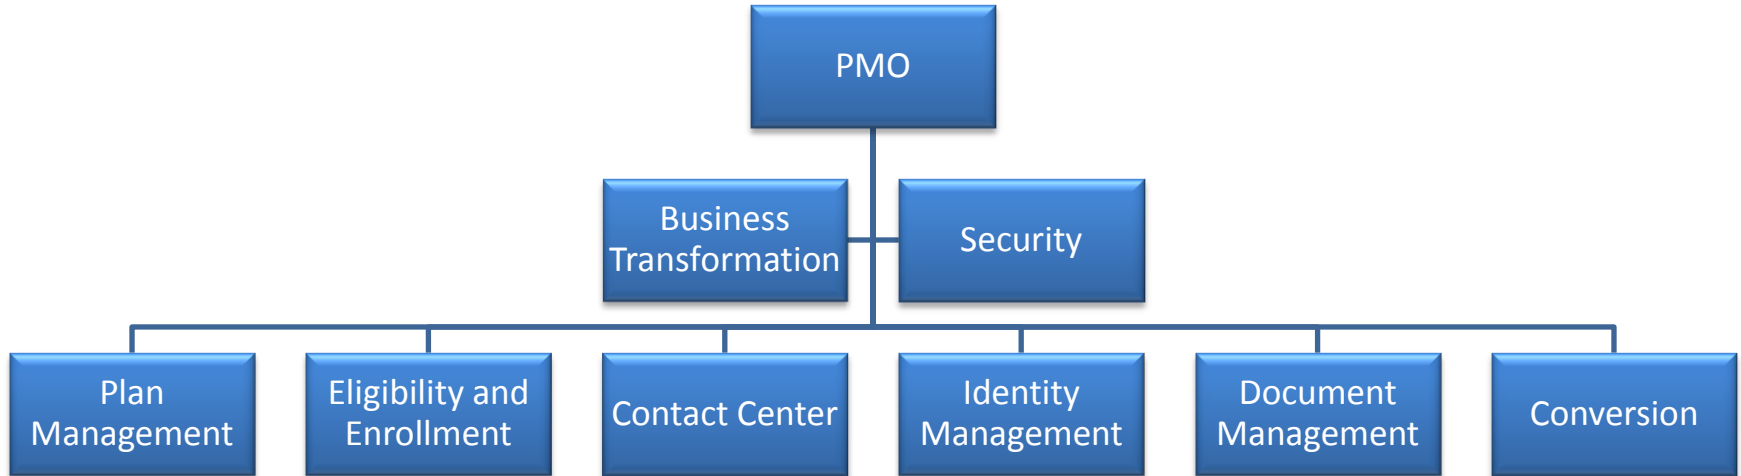 PMO
Business
Transformation
Security
Plan
Management
Eligibility and
Enrollment
Contact Center
Identity
Management
Document
Management
Conversion